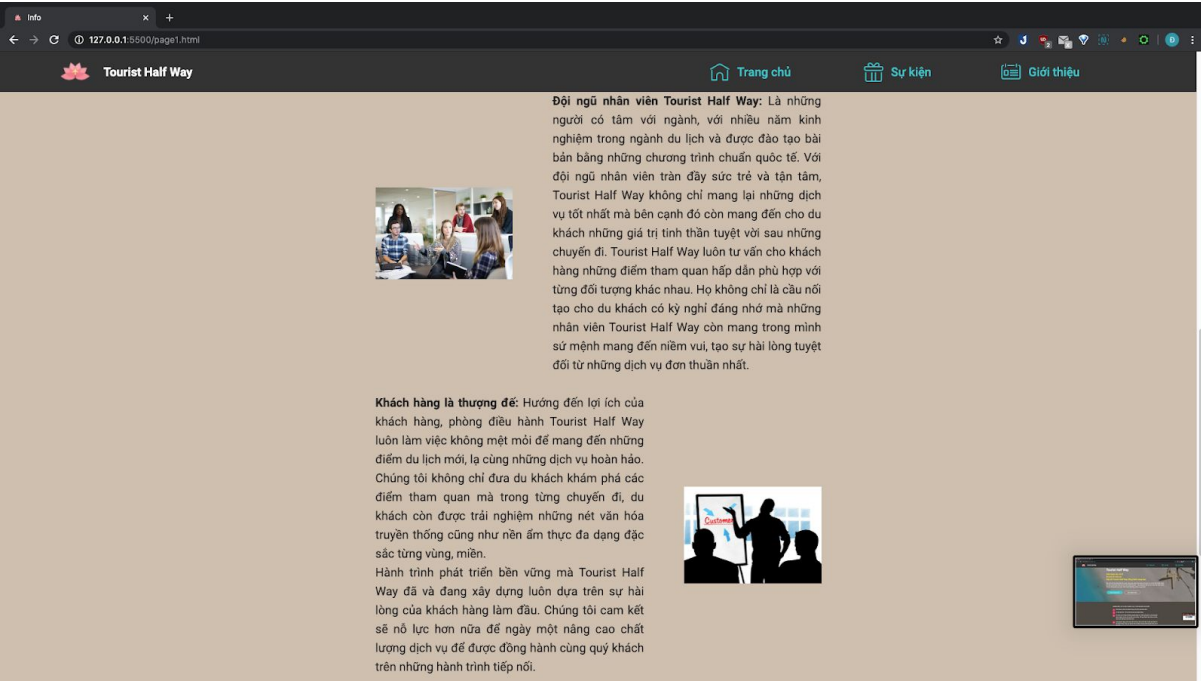 Info
127.0.0.1:5500/page1.html
Tourist Half Way
Trang chủ
Sự kiện
Giới thiệu
Đội ngũ nhân viên Tourist Half Way: Là những
người có tâm với ngành, với nhiều năm kinh
nghiệm trong ngành du lịch và được đào tạo bài
bản bằng những chương trình chuẩn quôc tế. Với
đội ngũ nhân viên tràn đầy sức trẻ và tận tâm,
Tourist Half Way không chỉ mang lại những dịch
vụ tốt nhất mà bên cạnh đó còn mang đến cho du
khách những giá trị tinh thần tuyệt vời sau những
chuyến đi. Tourist Half Way luôn tư vấn cho khách
hàng những điểm tham quan hấp dẫn phù hợp với
từng đối tượng khác nhau. Họ không chỉ là cầu nối
tạo cho du khách có kỳ nghỉ đáng nhớ mà những
nhân viên Tourist Half Way còn mang trong mình
sứ mệnh mang đến niềm vui, tạo sự hài lòng tuyệt
đối từ những dịch vụ đơn thuần nhất.
Khách hàng là thượng đế: Hướng đến lợi ích của
khách hàng, phòng điều hành Tourist Half Way
luôn làm việc không mệt mỏi để mang đến những
điểm du lịch mới, lạ cùng những dịch vụ hoàn hảo.
Chúng tôi không chỉ đưa du khách khám phá các
điểm tham quan mà trong từng chuyến đi, du
khách còn được trải nghiệm những nét văn hóa
truyền thống cũng như nền ẩm thực đa dạng đặc
sắc từng vùng, miền.
Hành trình phát triển bền vững mà Tourist Half
Way đã và đang xây dựng luôn dựa trên sự hài
lòng của khách hàng làm đầu. Chúng tôi cam kết
sẽ nỗ lực hơn nữa để ngày một nâng cao chất
lượng dịch vụ để được đồng hành cùng quý khách
trên những hành trình tiếp nối.
Customer